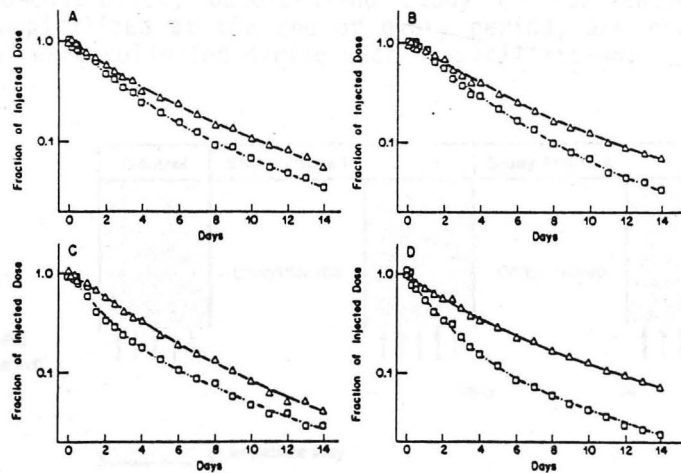 A
Fraction of Injected Dose
1.0
0.1
0 2 4 6 8 10 12 14
Days
B
Fraction of Injected Dose
1.0
0.1
0 2 4 6 8 10 12 14
Days
C
Fraction of Injected Dose
1.0
0.1
0 2 4 6 8 10 12 14
Days
D
Fraction of Injected Dose
1.0
0.1
0 2 4 6 8 10 12 14
Days